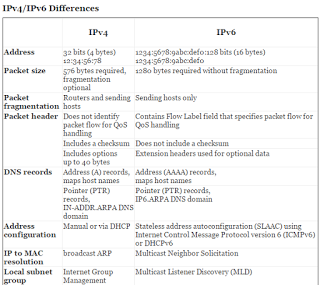 IPv4/IPv6 Differences
IPv4 IPv6
Address 32 bits (4 bytes) 1234:5678:9abc:def0:128 bits (16 bytes)
12:34:56:78 1234:5678:9abc:def0
Packet size 576 bytes required, 1280 bytes required without fragmentation
fragmentation
optional
Packet Routers and sending Sending hosts only
fragmentation hosts
Packet header Does not identify Contains Flow Label field that specifies packet flow for
packet flow for QoS QoS handling
handling
Includes a checksum Does not include a checksum
Includes options Extension headers used for optional data
up to 40 bytes
DNS records Address (A) records, Address (AAAA) records,
maps host names maps host names
Pointer (PTR) Pointer (PTR) records,
records, IP6.ARPA DNS domain
IN-ADDR.ARPA DNS
domain
Address Manual or via DHCP Stateless address autoconfiguration (SLAAC) using
configuration Internet Control Message Protocol version 6 (ICMPv6)
or DHCPv6
IP to MAC broadcast ARP Multicast Neighbor Solicitation
resolution
Local subnet Internet Group Multicast Listener Discovery (MLD)
group Management